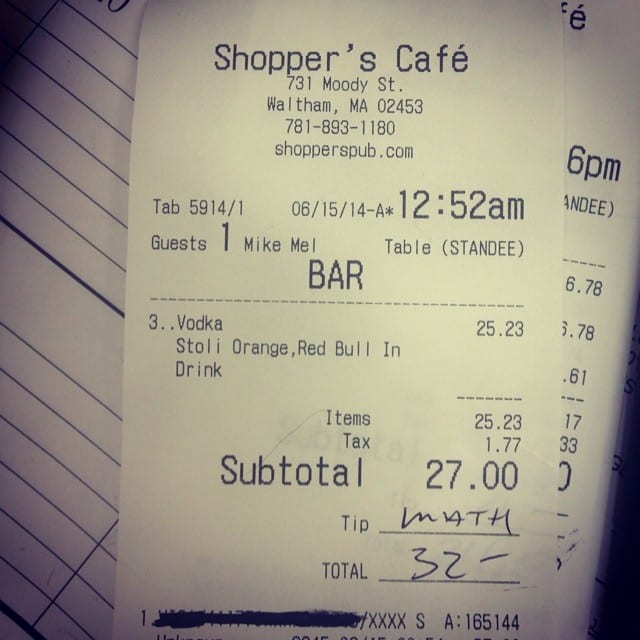 Shopper's Café
731 Moody St.
Waltham, MA 02453
781-893-1180
shopperspub.com
Tab 5914/1 06/15/14-A* 12:52am
Guests 1 Mike Mel Table (STANDEE)
BAR
3..Vodka 25.23
Stoli Orange,Red Bull In
Drink
Items 25.23
Tax 1.77
Subtotal 27.00
Tip MATH
TOTAL 32-
/XXXX S A:165144
fé
6pm
ANDEE)
6.78
6.78
.61
17
33
0